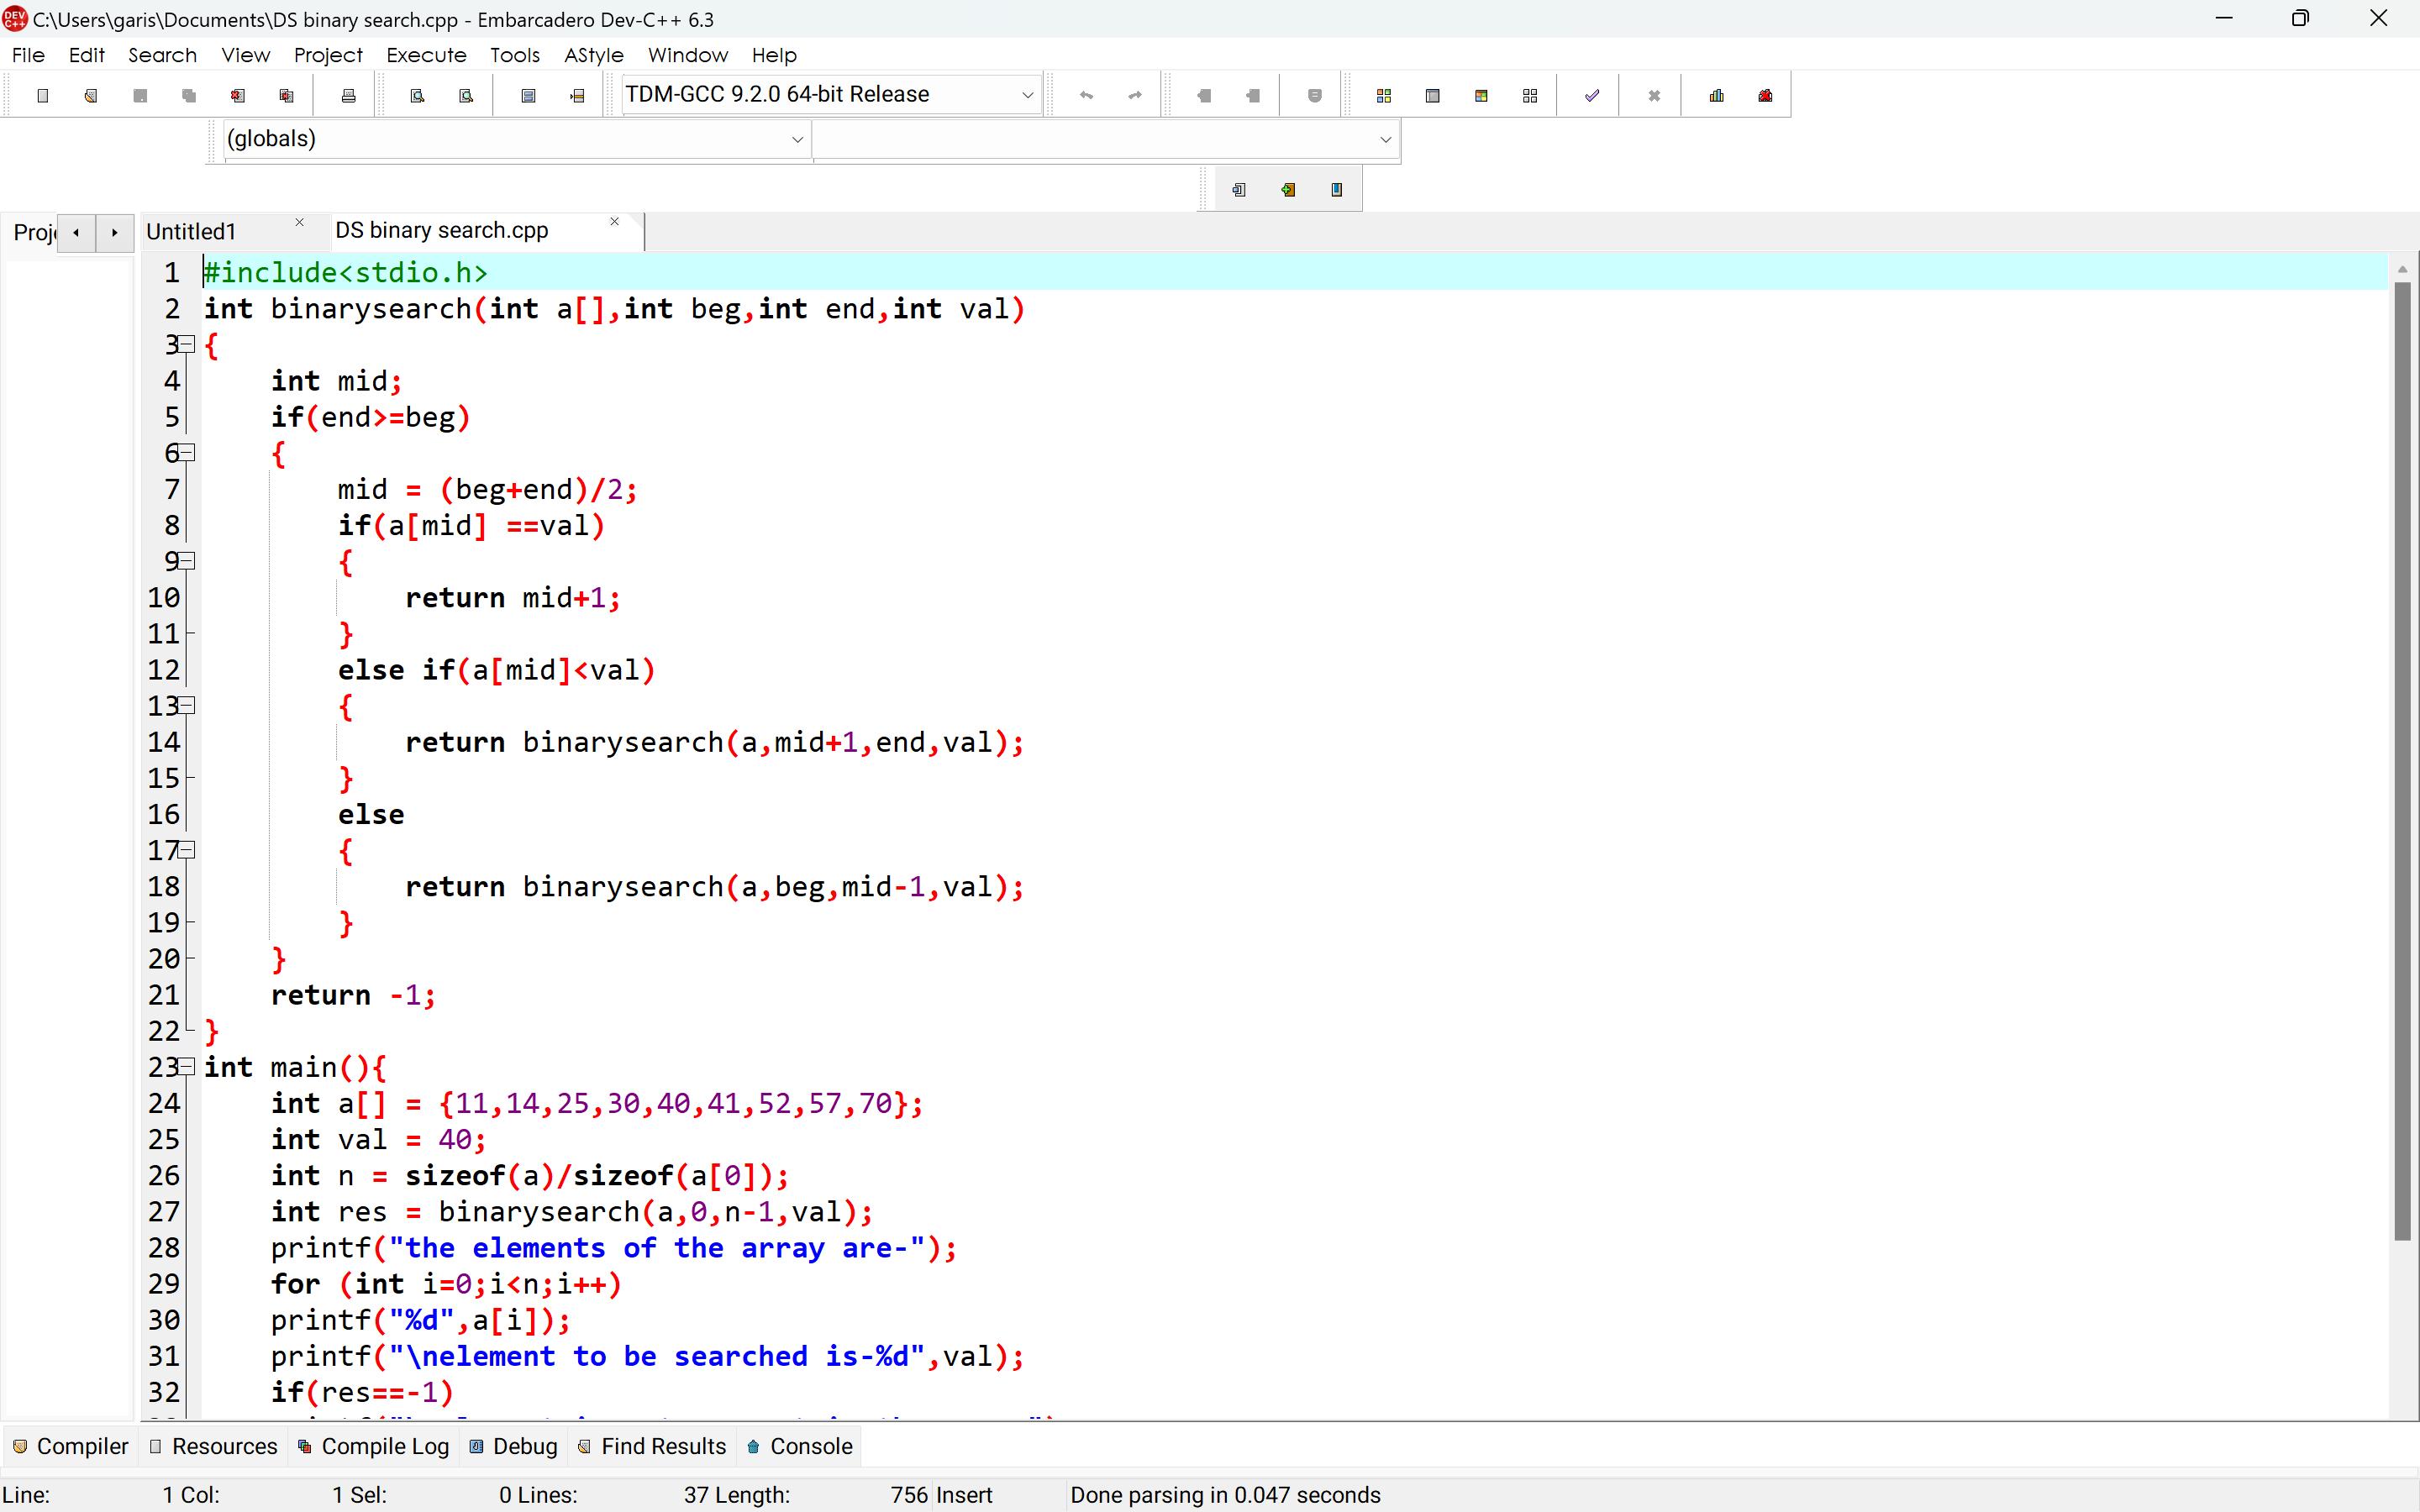 C:\Users\garis\Documents\DS binary search.cpp - Embarcadero Dev-C++ 6.3
File Edit Search View Project Execute Tools AStyle Window Help
TDM-GCC 9.2.0 64-bit Release
(globals)
Untitled1 DS binary search.cpp
1 #include<stdio.h>
2 int binarysearch(int a[],int beg,int end,int val)
3 {
4 int mid;
5 if(end>=beg)
6 {
7 mid = (beg+end)/2;
8 if(a[mid] ==val)
9 {
10 return mid+1;
11 }
12 else if(a[mid]<val)
13 {
14 return binarysearch(a,mid+1,end,val);
15 }
16 else
17 {
18 return binarysearch(a,beg,mid-1,val);
19 }
20 }
21 return -1;
22 }
23 int main(){
24 int a[] = {11,14,25,30,40,41,52,57,70};
25 int val = 40;
26 int n = sizeof(a)/sizeof(a[0]);
27 int res = binarysearch(a,0,n-1,val);
28 printf("the elements of the array are-");
29 for (int i=0;i<n;i++)
30 printf("%d",a[i]);
31 printf("\nelement to be searched is-%d",val);
32 if(res==-1)
Compiler Resources Compile Log Debug Find Results Console
Line: 1 Col: 1 Sel: 0 Lines: 37 Length: 756 Insert Done parsing in 0.047 seconds